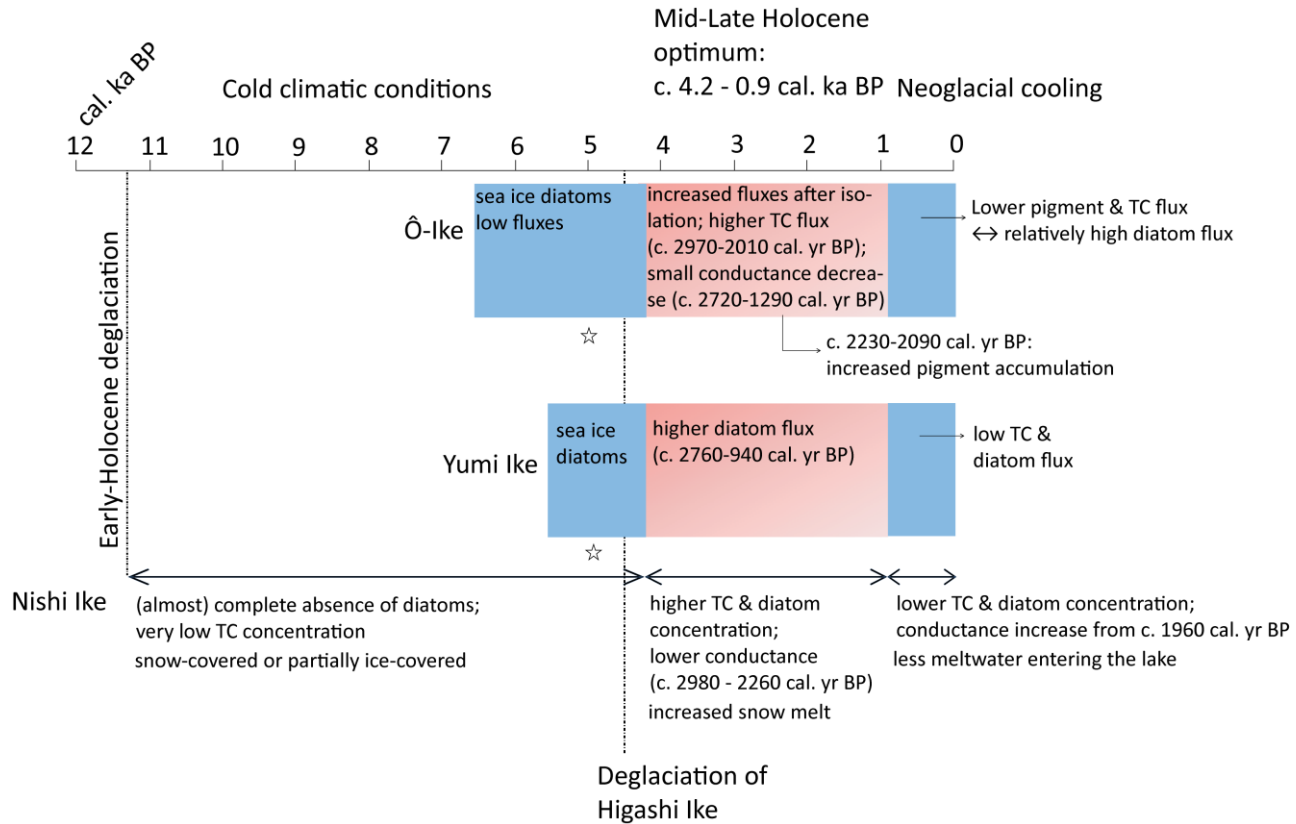 cal. ka BP
Cold climatic conditions
Mid-Late Holocene
optimum:
c. 4.2 - 0.9 cal. ka BP
Neoglacial cooling
12 11 10 9 8 7 6 5 4 3 2 1 0
Early-Holocene deglaciation
Ô-Ike
sea ice diatoms
low fluxes
increased fluxes after iso-
lation; higher TC flux
(c. 2970-2010 cal. yr BP);
small conductance decrea-
se (c. 2720-1290 cal. yr BP)
Lower pigment & TC flux
↔ relatively high diatom flux
☆
c. 2230-2090 cal. yr BP:
increased pigment accumulation
Yumi Ike
sea ice
diatoms
higher diatom flux
(c. 2760-940 cal. yr BP)
low TC &
diatom flux
☆
Nishi Ike
(almost) complete absence of diatoms;
very low TC concentration
snow-covered or partially ice-covered
higher TC & diatom
concentration;
lower conductance
(c. 2980 - 2260 cal. yr BP)
increased snow melt
lower TC & diatom concentration;
conductance increase from c. 1960 cal. yr BP
less meltwater entering the lake
Deglaciation of
Higashi Ike